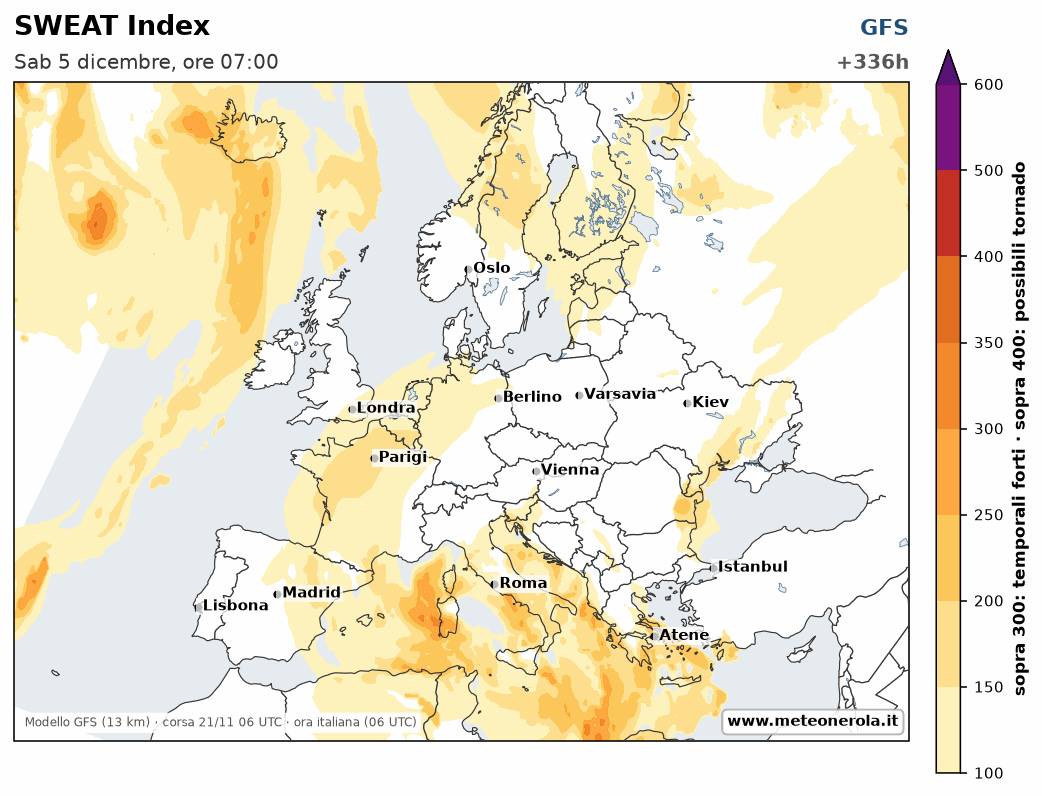 SWEAT Index
GFS
Sab 5 dicembre, ore 07:00
+336h
600
500
400
350
300
250
200
150
100
sopra 300: temporali forti · sopra 400: possibili tornado
Oslo
Londra
Berlino
Varsavia
Kiev
Parigi
Vienna
Istanbul
Madrid
Roma
Lisbona
Atene
Modello GFS (13 km) · corsa 21/11 06 UTC · ora italiana (06 UTC)
www.meteonerola.it